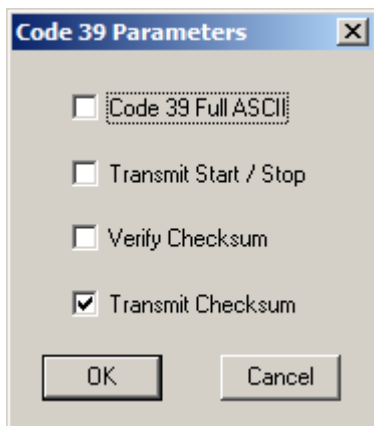 Code 39 Parameters
Code 39 Full ASCII
Transmit Start / Stop
Verify Checksum
Transmit Checksum
OK Cancel